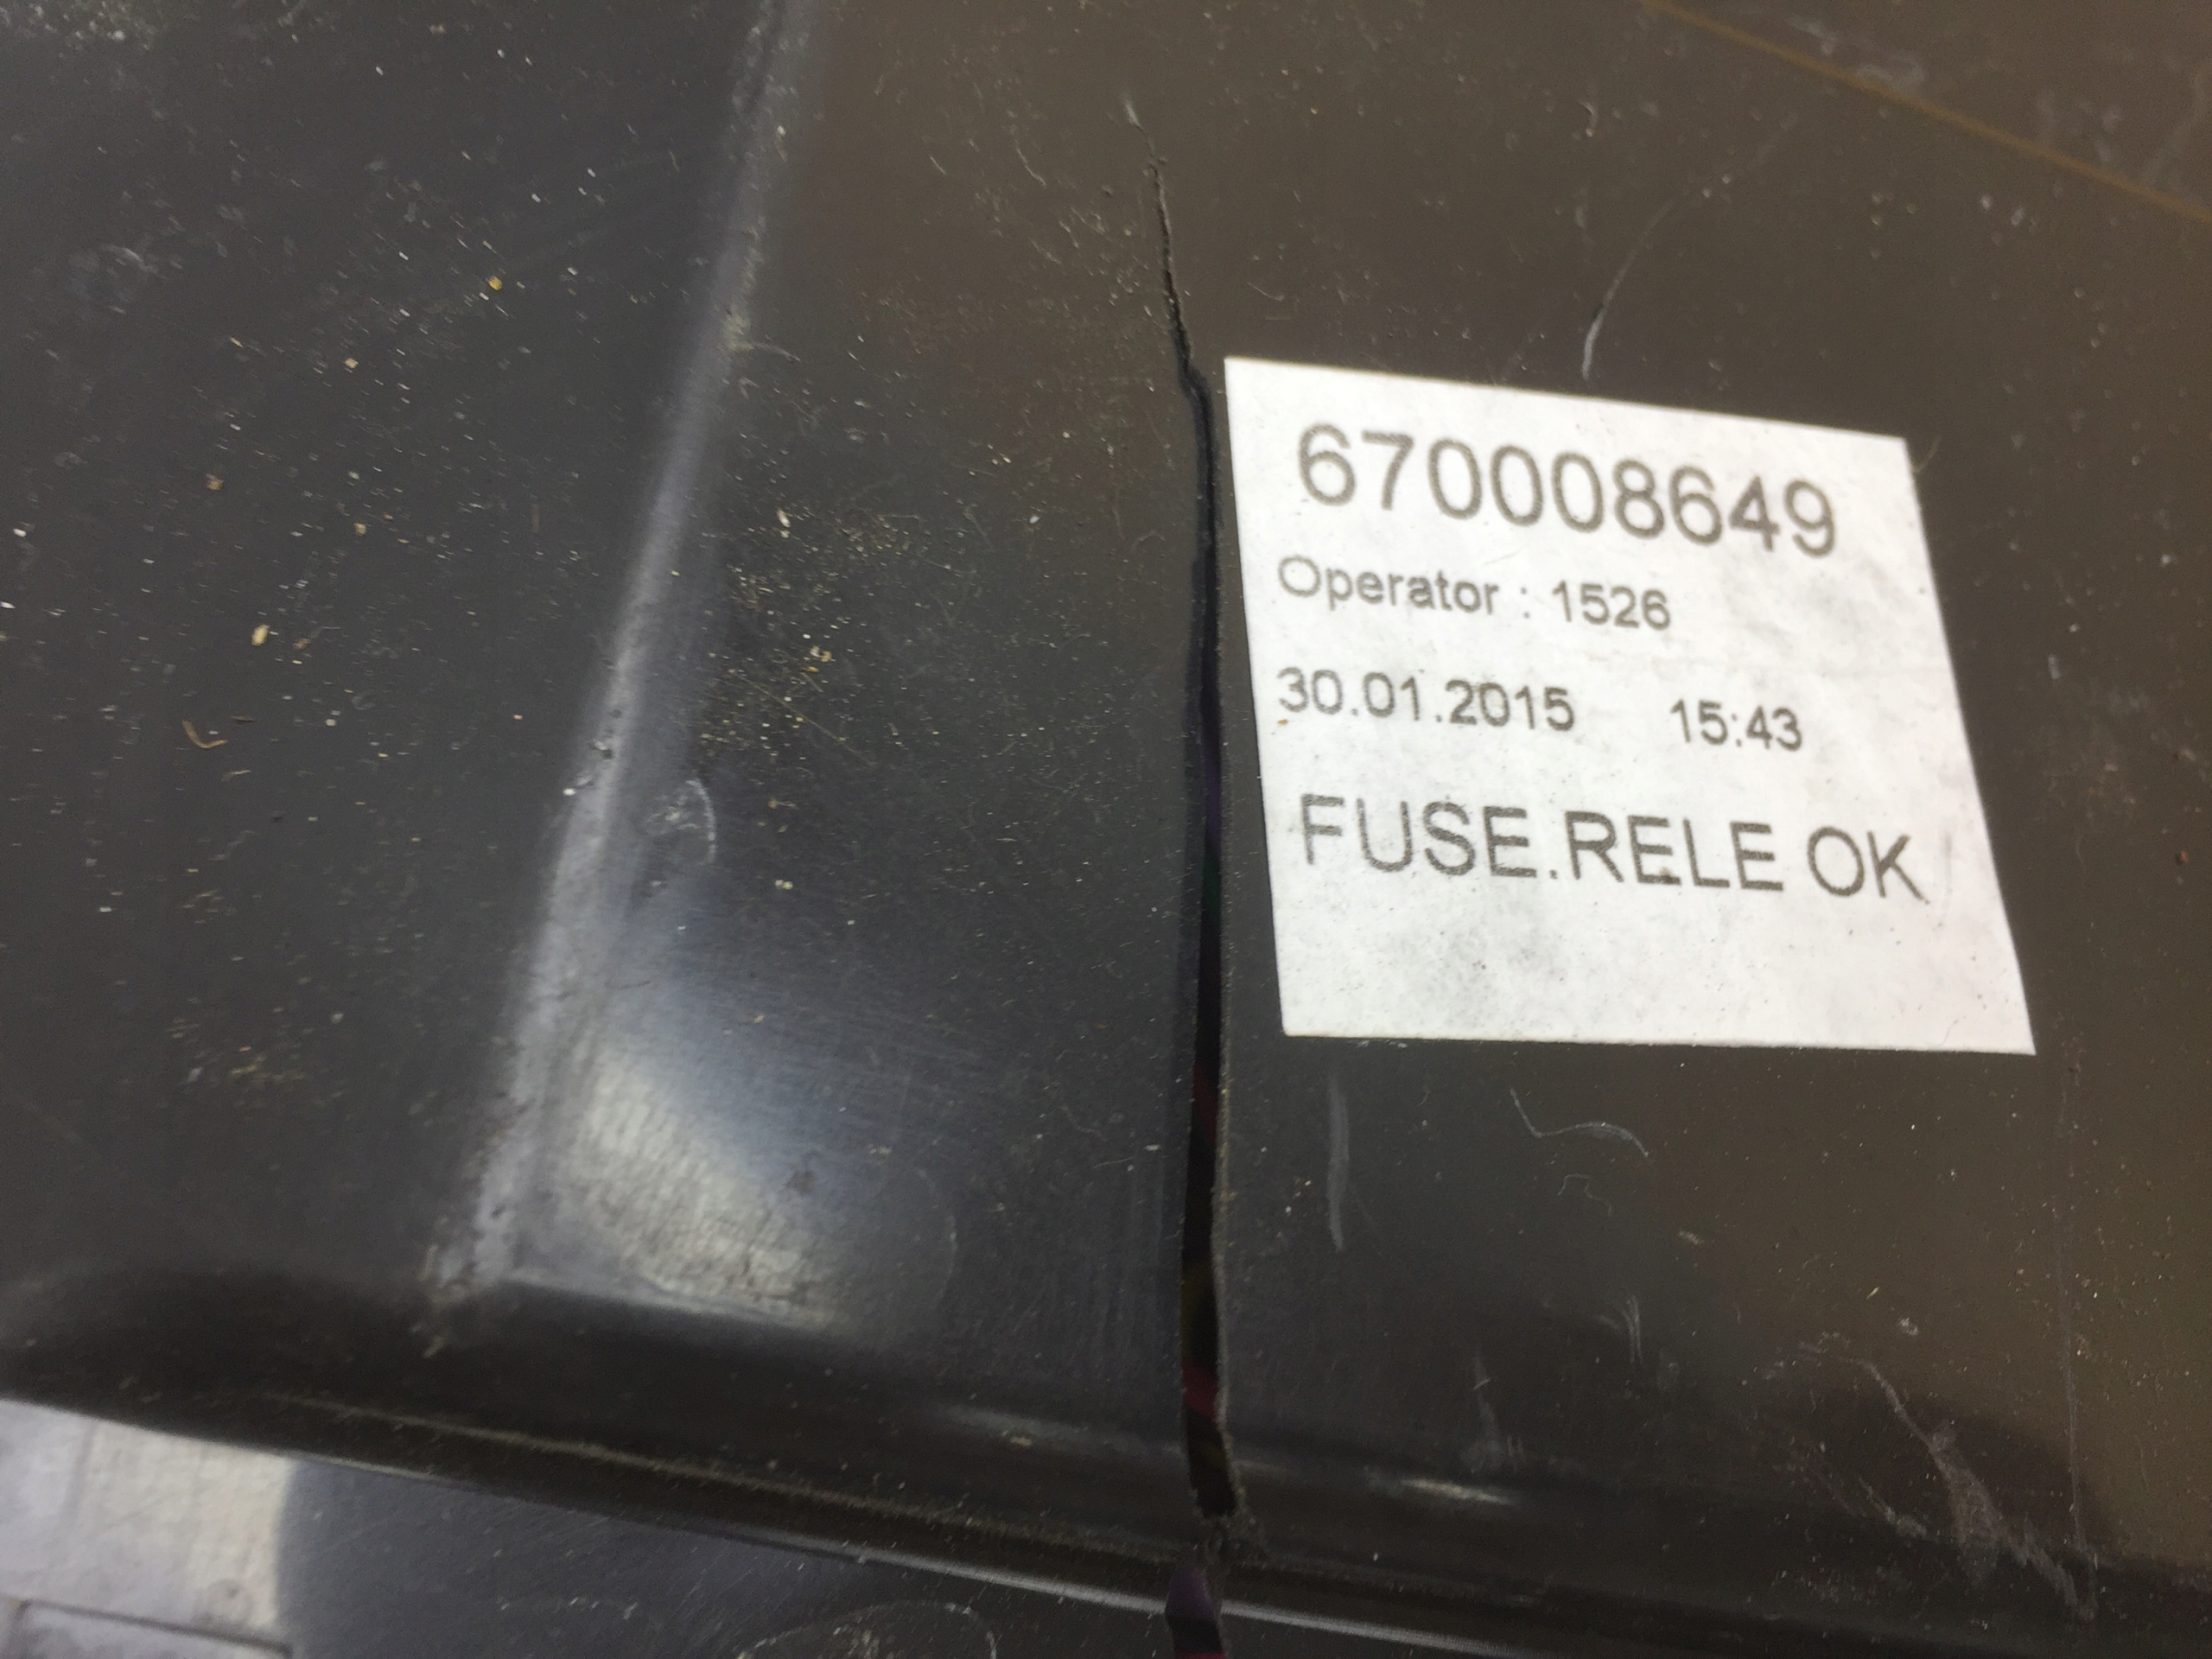 670008649
Operator : 1526
30.01.2015 15:43
FUSE.RELE OK